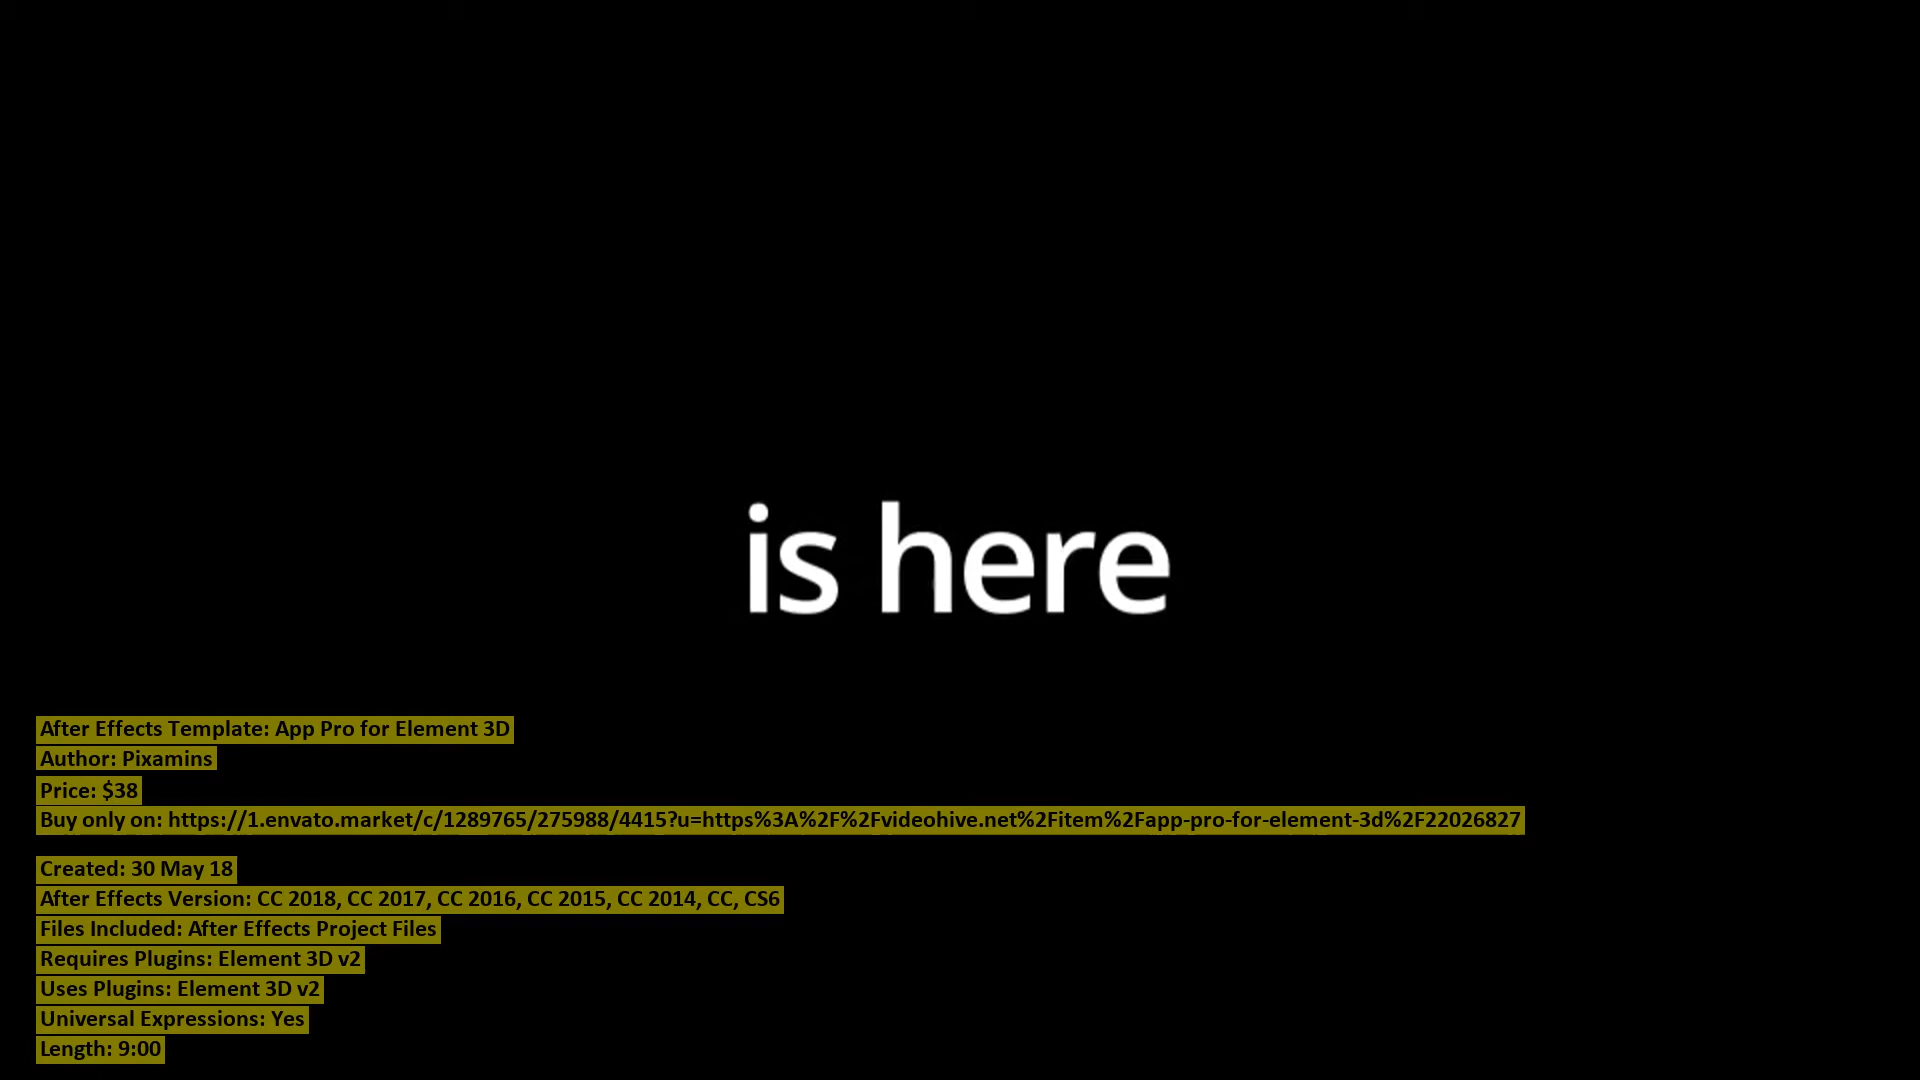 is here
After Effects Template: App Pro for Element 3D
Author: Pixamins
Price: $38
Buy only on: https://1.envato.market/c/1289765/275988/4415?u=https%3A%2F%2Fvideohive.net%2Fitem%2Fapp-pro-for-element-3d%2F22026827
Created: 30 May 18
After Effects Version: CC 2018, CC 2017, CC 2016, CC 2015, CC 2014, CC, CS6
Files Included: After Effects Project Files
Requires Plugins: Element 3D v2
Uses Plugins: Element 3D v2
Universal Expressions: Yes
Length: 9:00